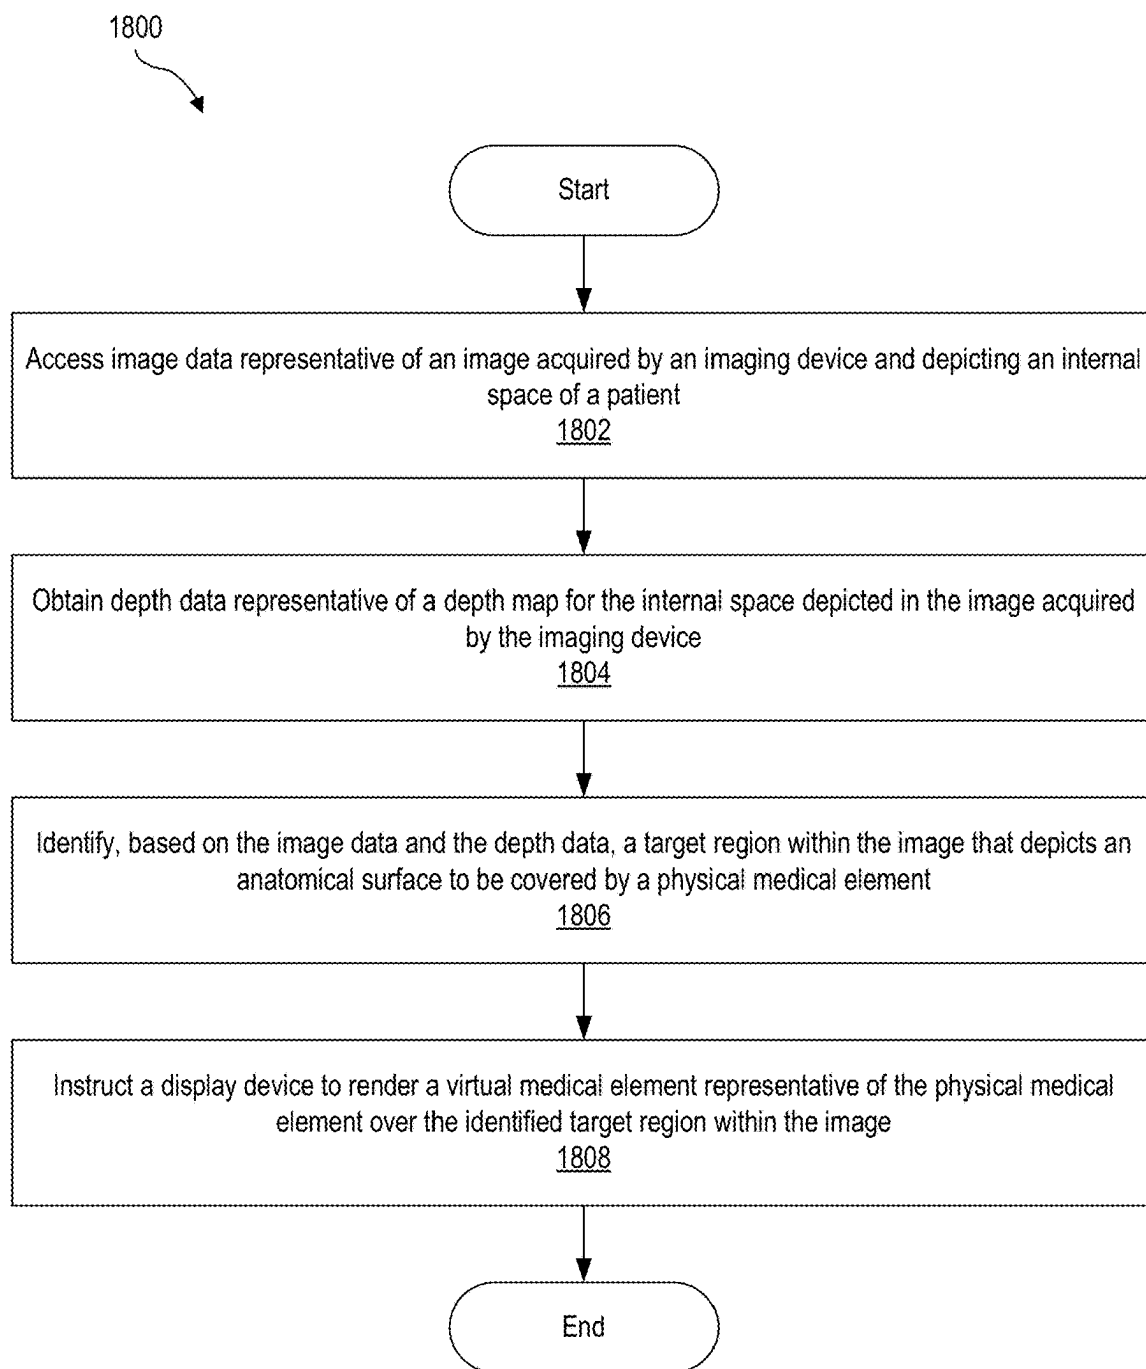 1800
Start
Access image data representative of an image acquired by an imaging device and depicting an internal
space of a patient
1802
Obtain depth data representative of a depth map for the internal space depicted in the image acquired
by the imaging device
1804
Identify, based on the image data and the depth data, a target region within the image that depicts an
anatomical surface to be covered by a physical medical element
1806
Instruct a display device to render a virtual medical element representative of the physical medical
element over the identified target region within the image
1808
End